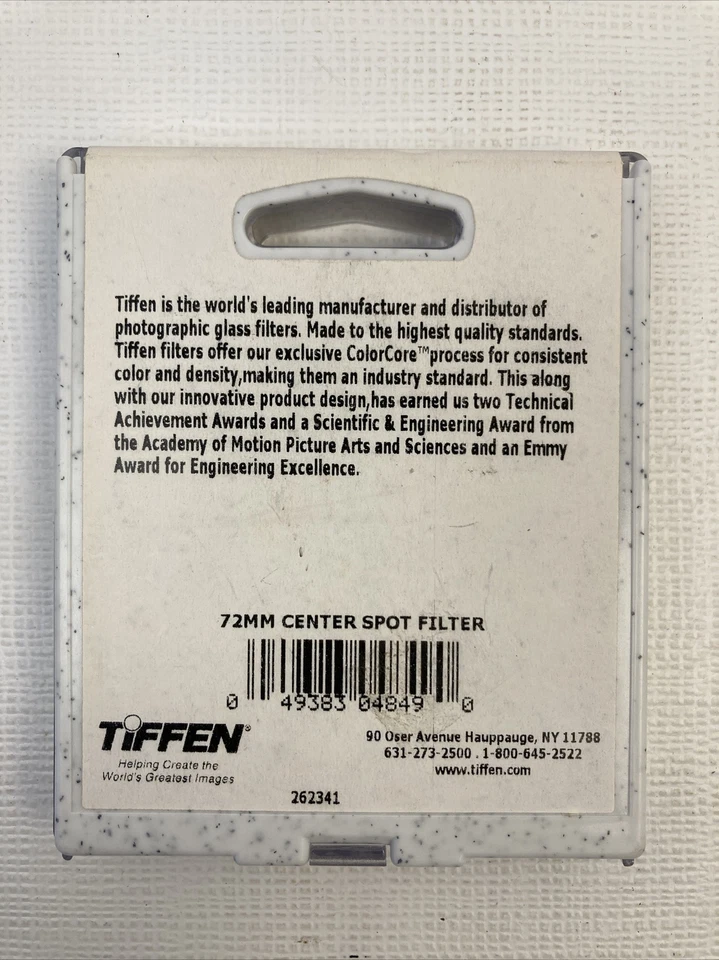 Tiffen is the world's leading manufacturer and distributor of
photographic glass filters. Made to the highest quality standards.
Tiffen filters offer our exclusive ColorCore™process for consistent
color and density,making them an industry standard. This along
with our innovative product design,has earned us two Technical
Achievement Awards and a Scientific & Engineering Award from
the Academy of Motion Picture Arts and Sciences and an Emmy
Award for Engineering Excellence.
72MM CENTER SPOT FILTER
0 49383 04849 0
TIFFEN®
Helping Create the
World's Greatest Images
90 Oser Avenue Hauppauge, NY 11788
631-273-2500 . 1-800-645-2522
www.tiffen.com
262341